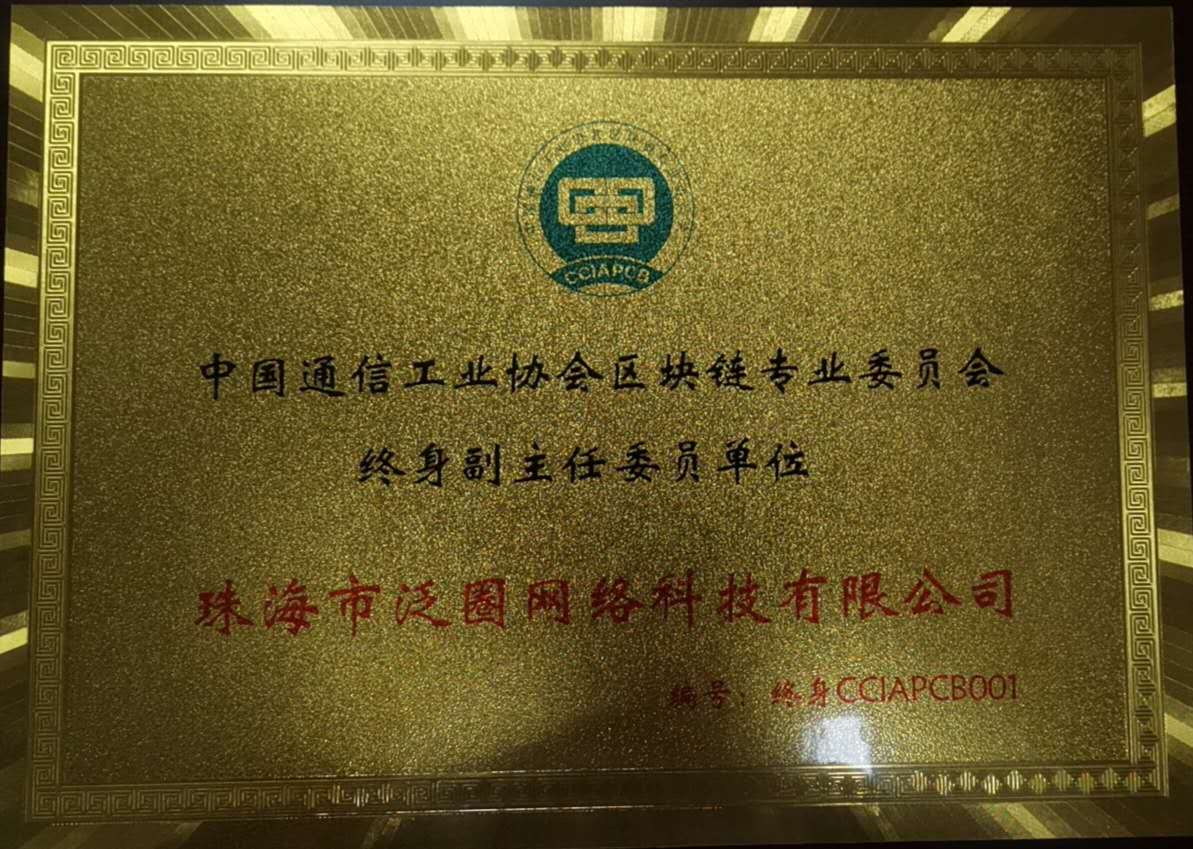 CCIAPCB
中国通信工业协会区块链专业委员会
终身副主任委员单位
珠海市泛圈网络科技有限公司
编号：终身CCIAPCB001